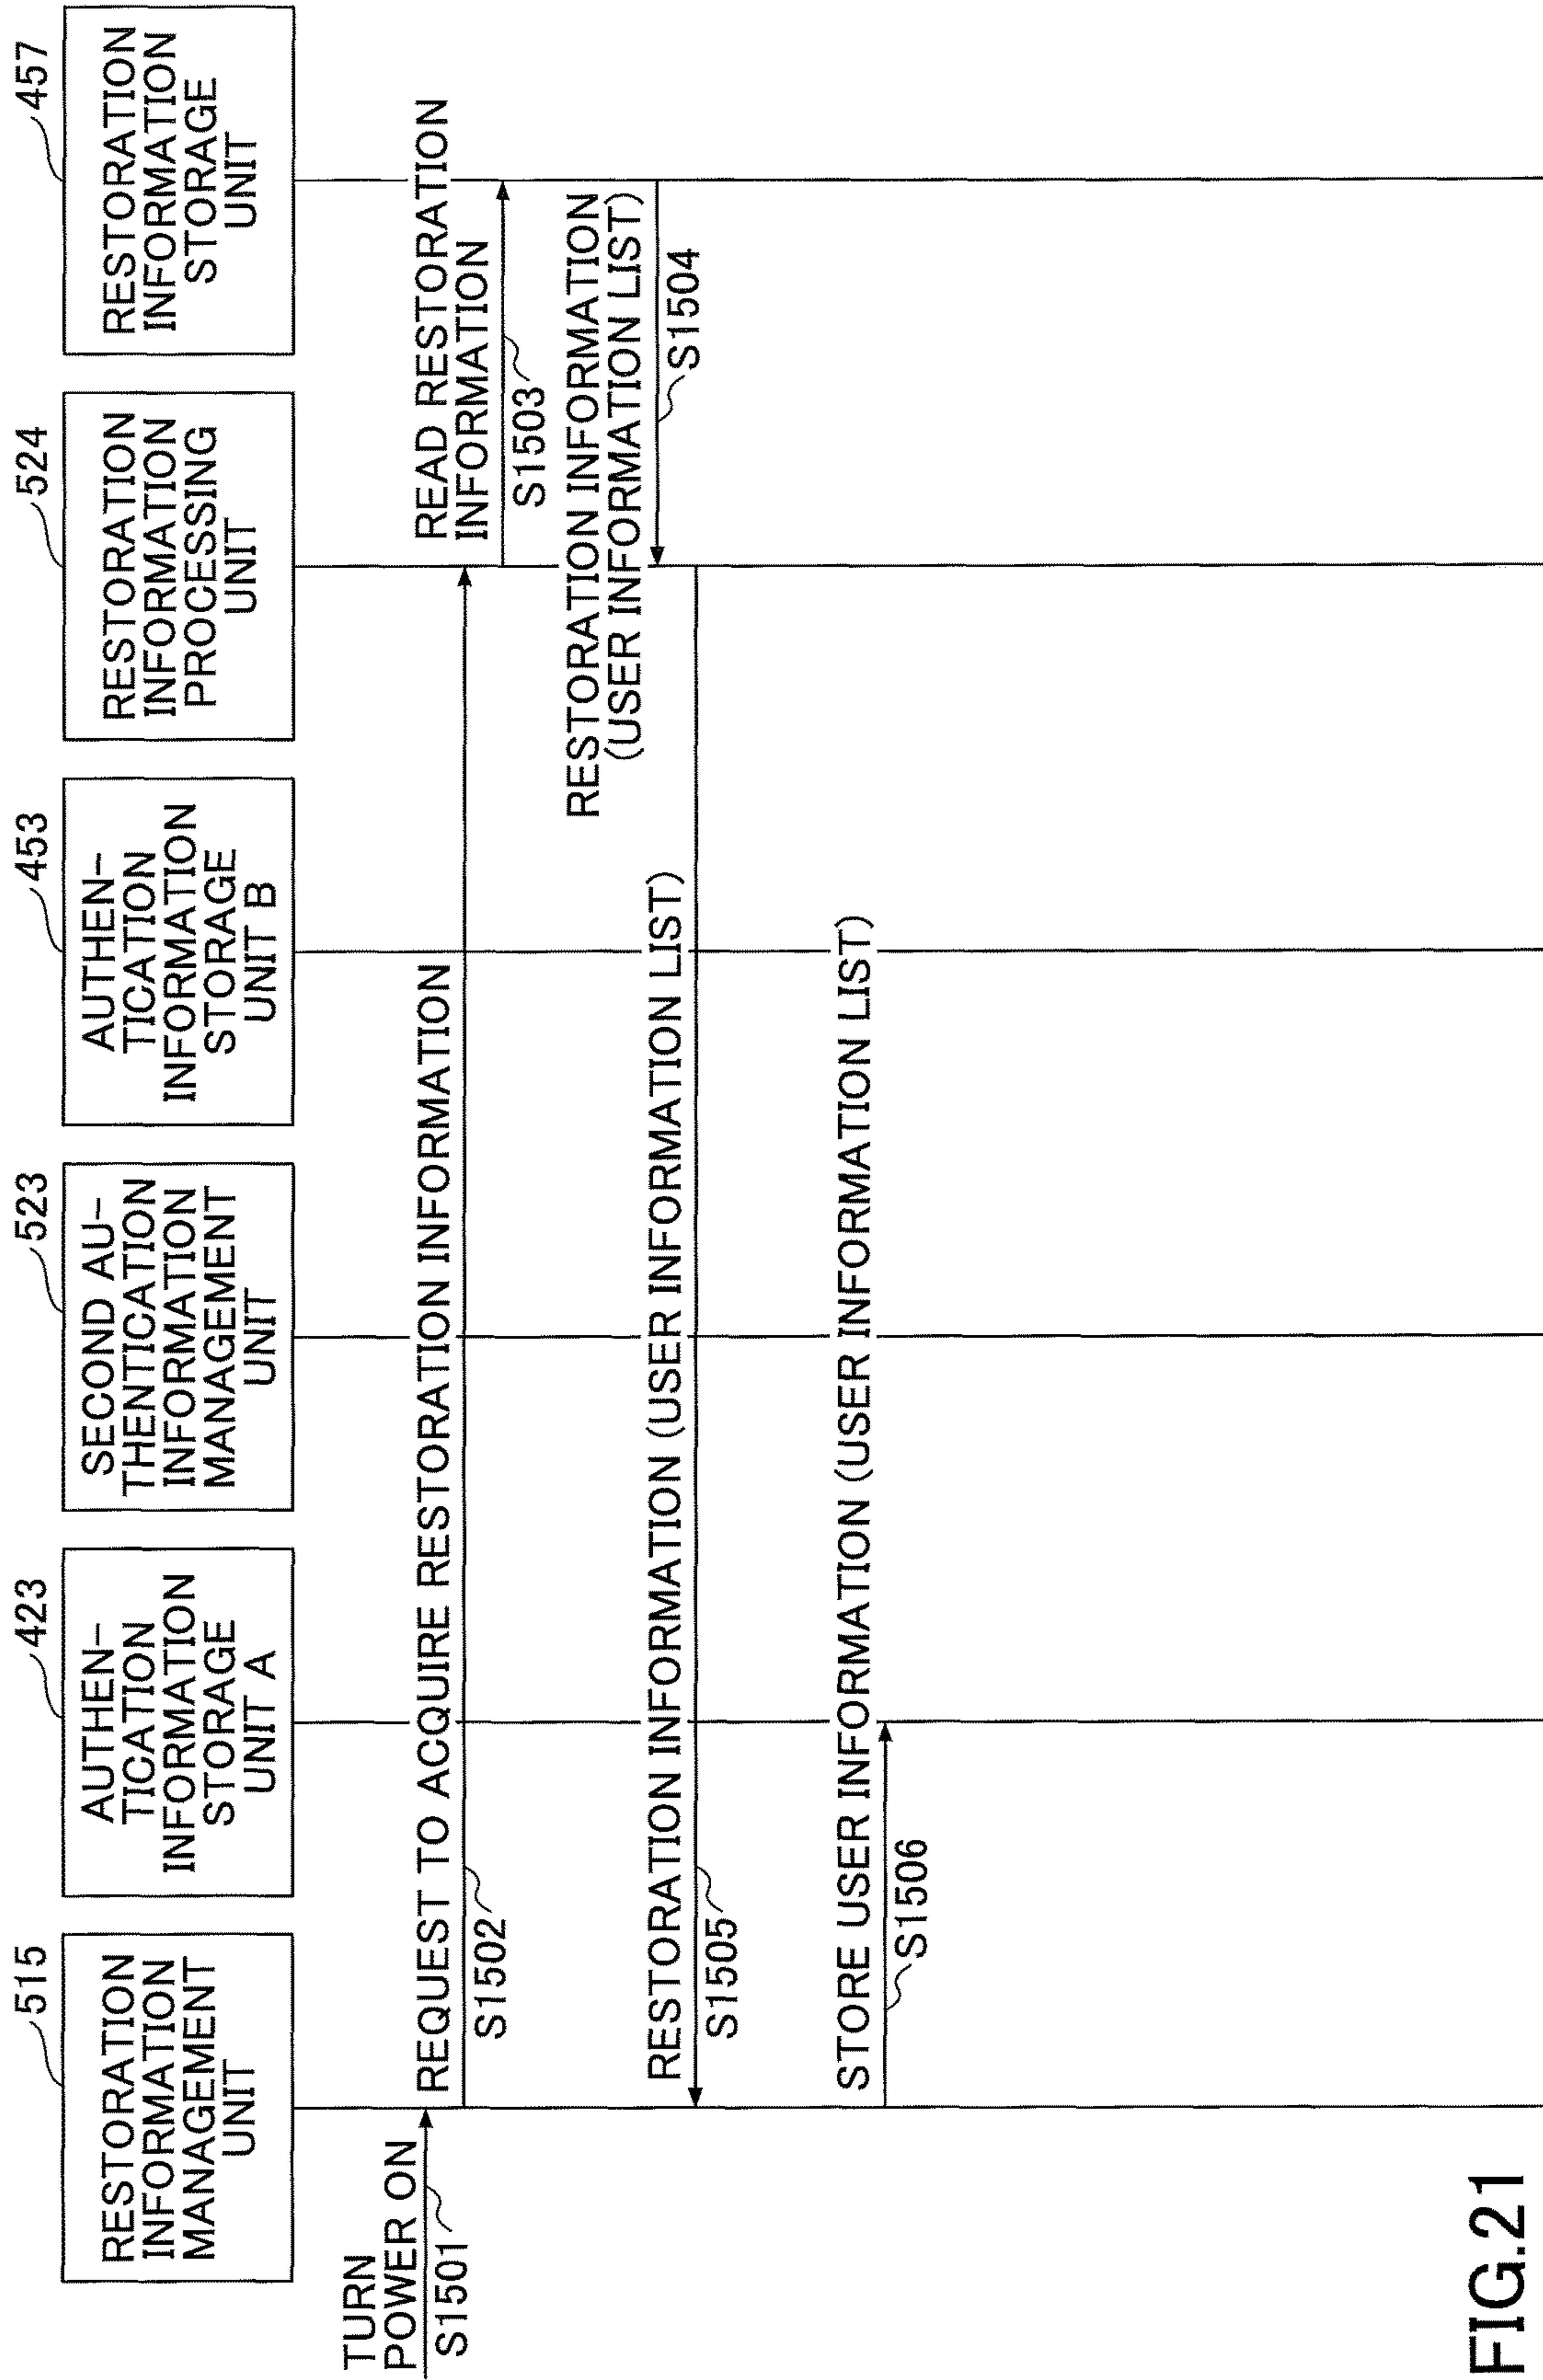 515
RESTORATION
INFORMATION
MANAGEMENT
UNIT
423
AUTHEN-
TICATION
INFORMATION
STORAGE
UNIT A
523
SECOND AU-
THENTICATION
INFORMATION
MANAGEMENT
UNIT
453
AUTHEN-
TICATION
INFORMATION
STORAGE
UNIT B
524
RESTORATION
INFORMATION
PROCESSING
UNIT
457
RESTORATION
INFORMATION
STORAGE
UNIT
TURN
POWER ON
S1501
REQUEST TO ACQUIRE RESTORATION INFORMATION
S1502
READ RESTORATION
INFORMATION
S1503
RESTORATION INFORMATION
(USER INFORMATION LIST)
S1504
RESTORATION INFORMATION (USER INFORMATION LIST)
S1505
STORE USER INFORMATION (USER INFORMATION LIST)
S1506
FIG.21